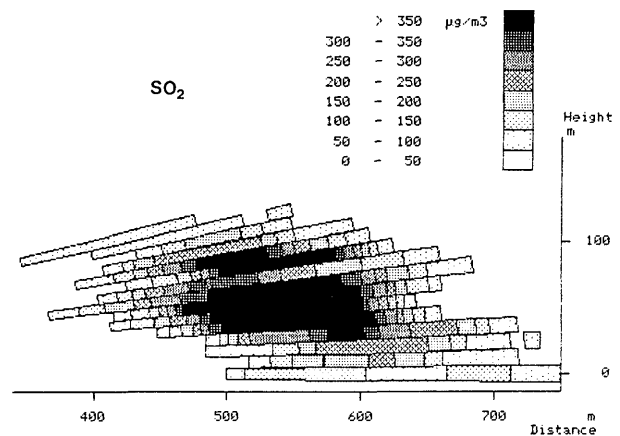 > 350 µg/m3
300 - 350
250 - 300
200 - 250
150 - 200
100 - 150
50 - 100
0 - 50
SO2
Height
m
100
0
400 500 600 700 m
Distance